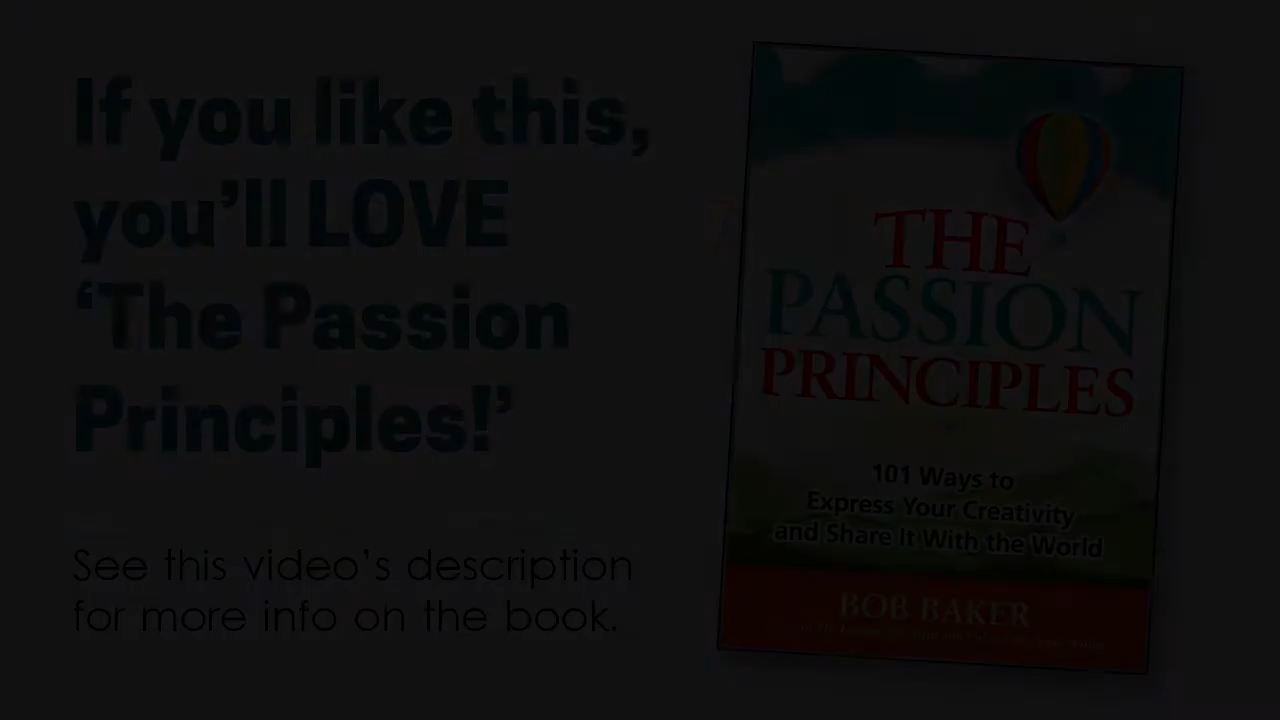 If you like this,
you’ll LOVE
‘The Passion
Principles!’
See this video’s description
for more info on the book.
THE
PASSION
PRINCIPLES
101 Ways to
Express Your Creativity
and Share It With the World
BOB BAKER